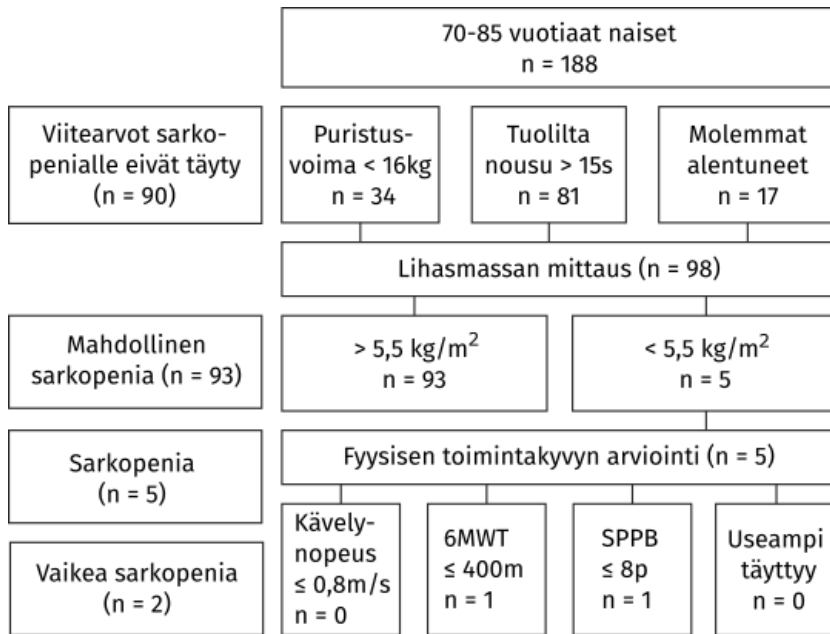 70-85 vuotiaat naiset
n = 188
Viitearvot sarko-
penialle eivät täyty
(n = 90)
Puristus-
voima < 16kg
n = 34
Tuolilta
nousu > 15s
n = 81
Molemmat
alentuneet
n = 17
Lihasmassan mittaus (n = 98)
Mahdollinen
sarkopenia (n = 93)
> 5,5 kg/m²
n = 93
< 5,5 kg/m²
n = 5
Sarkopenia
(n = 5)
Fyysisen toimintakyvyn arviointi (n = 5)
Vaikea sarkopenia
(n = 2)
Kävely-
nopeus
≤ 0,8m/s
n = 0
6MWT
≤ 400m
n = 1
SPPB
≤ 8p
n = 1
Useampi
täyttyy
n = 0